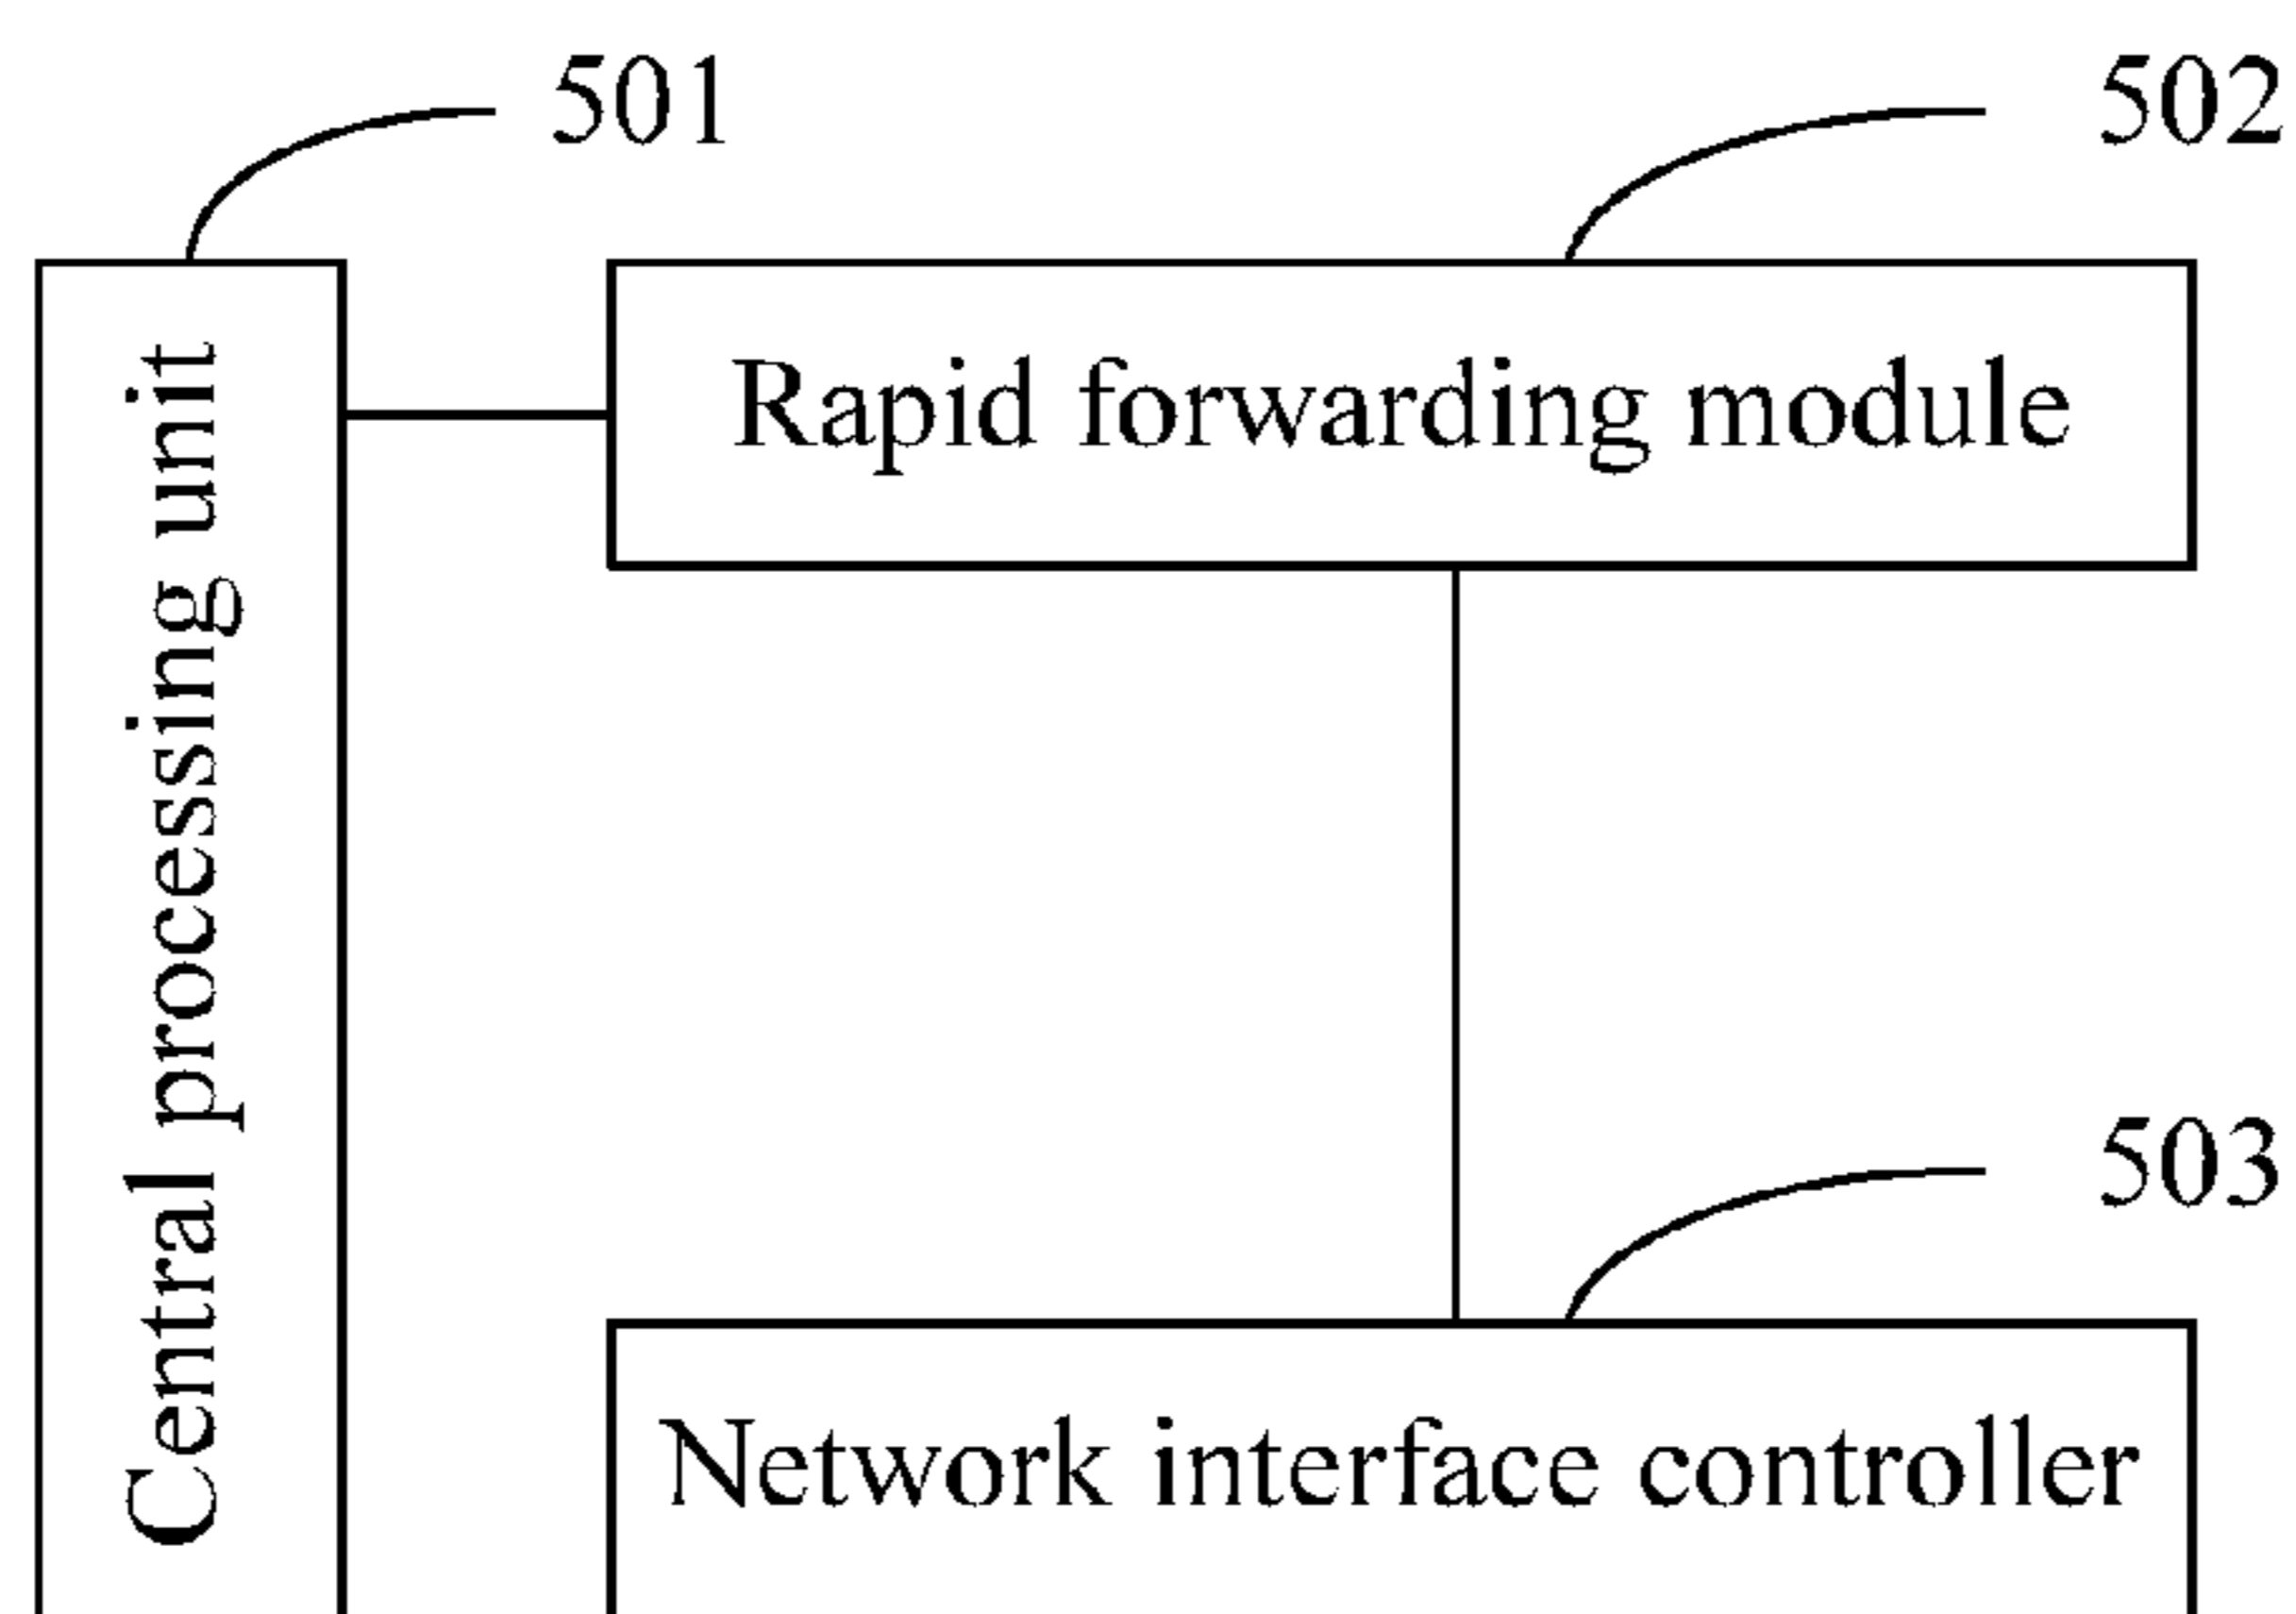 501
502
Rapid forwarding module
Central processing unit
503
Network interface controller